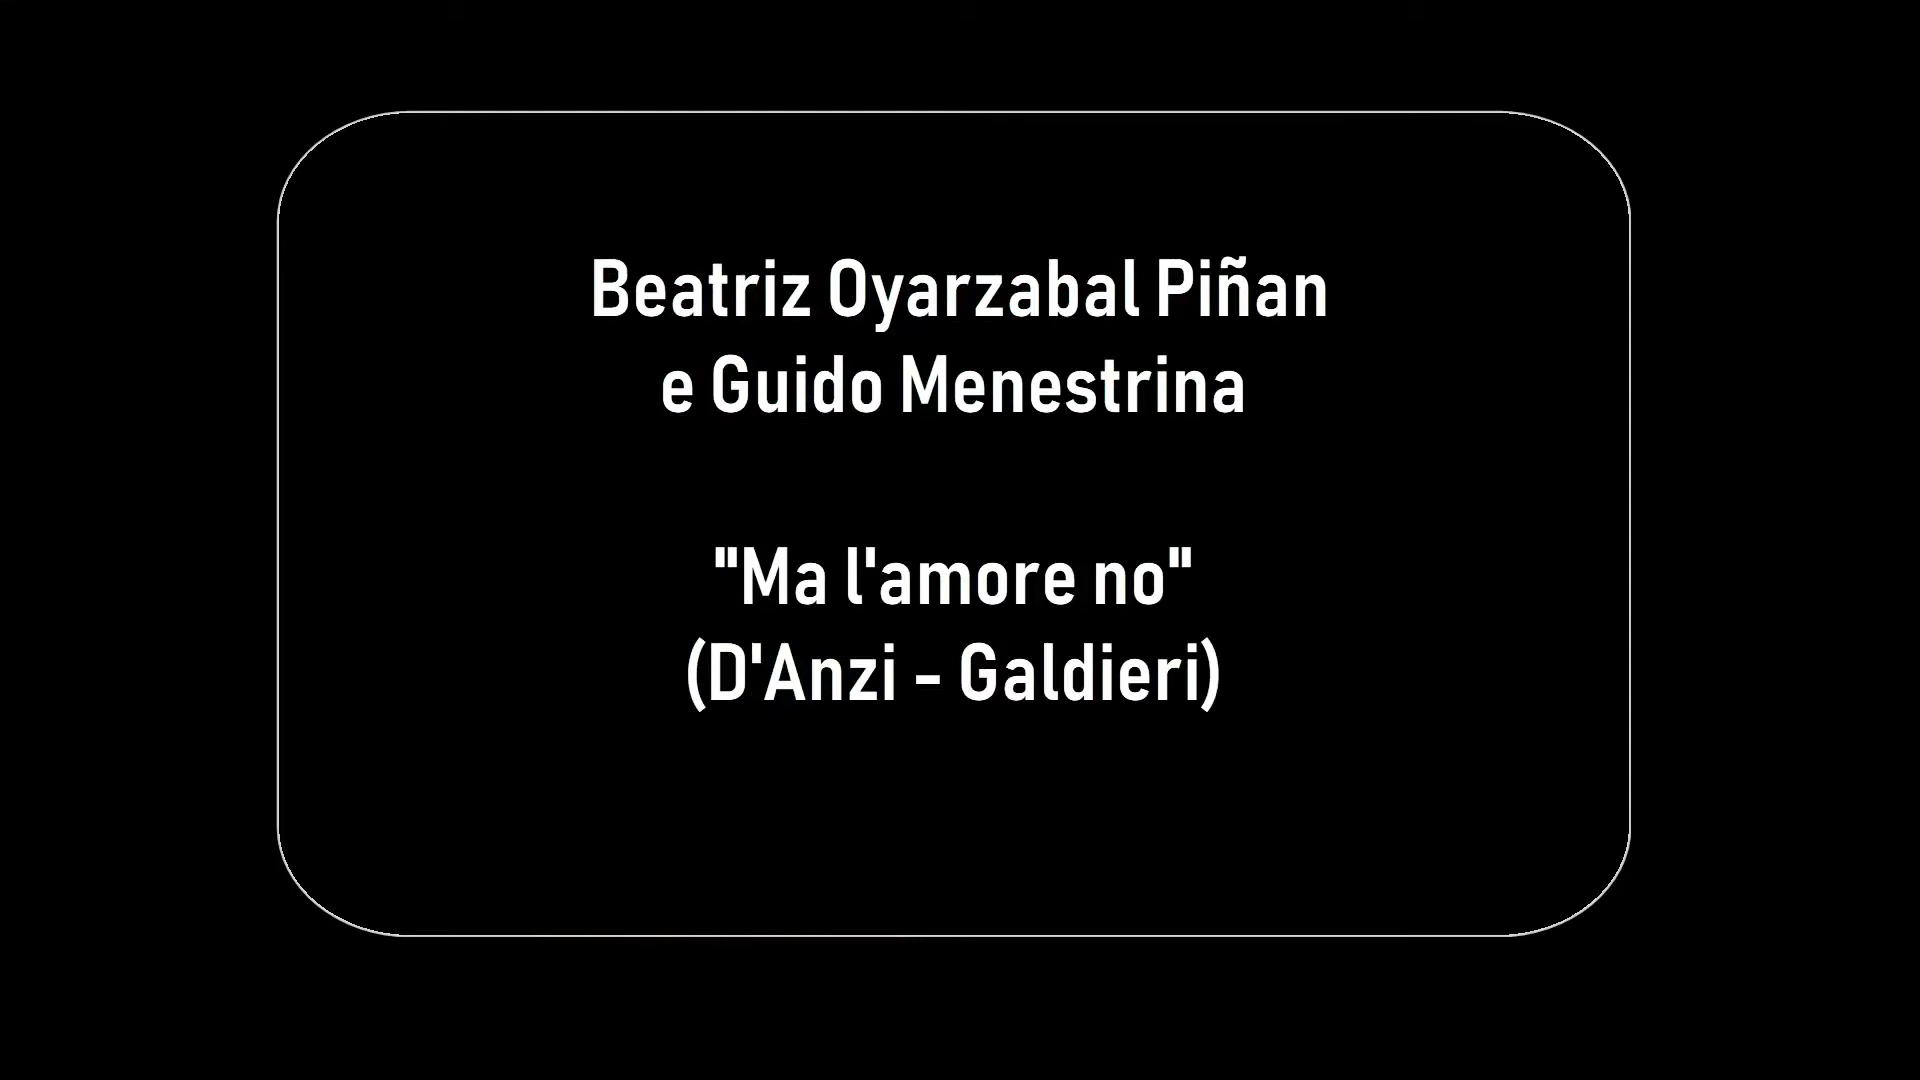 Beatriz Oyarzabal Piñan
e Guido Menestrina
"Ma l'amore no"
(D'Anzi - Galdieri)